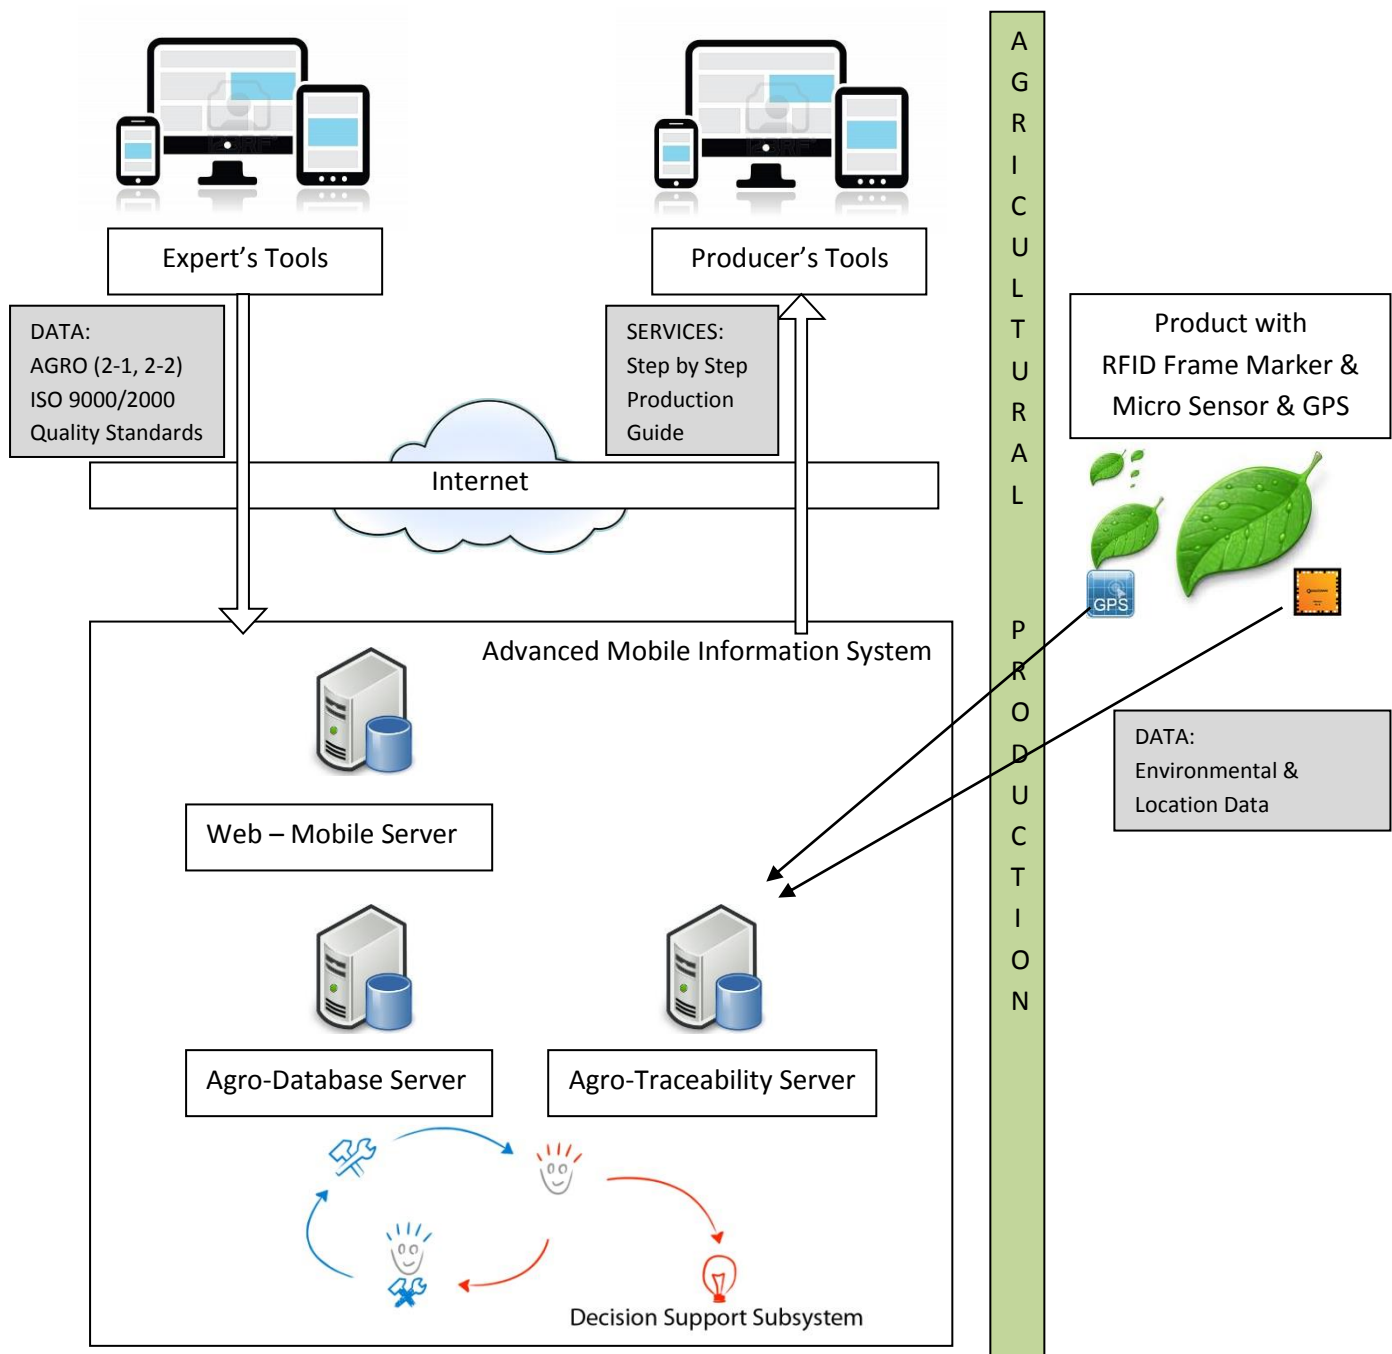 Expert's Tools
Producer's Tools
DATA:
AGRO (2-1, 2-2)
ISO 9000/2000
Quality Standards
SERVICES:
Step by Step
Production
Guide
Internet
Advanced Mobile Information System
Web – Mobile Server
Agro-Database Server
Agro-Traceability Server
Decision Support Subsystem
AGRICULTURAL PRODUCTION
Product with
RFID Frame Marker &
Micro Sensor & GPS
GPS
DATA:
Environmental &
Location Data